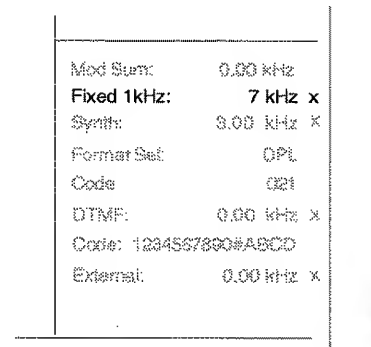 Mod Sum: 0.00 kHz
Fixed 1kHz: 7 kHz x
Synth: 3.00 kHz x
Format Sel: DPL
Code 021
DTMF: 0.00 kHz x
Code: 1234567890#ABCD
External: 0.00 kHz x